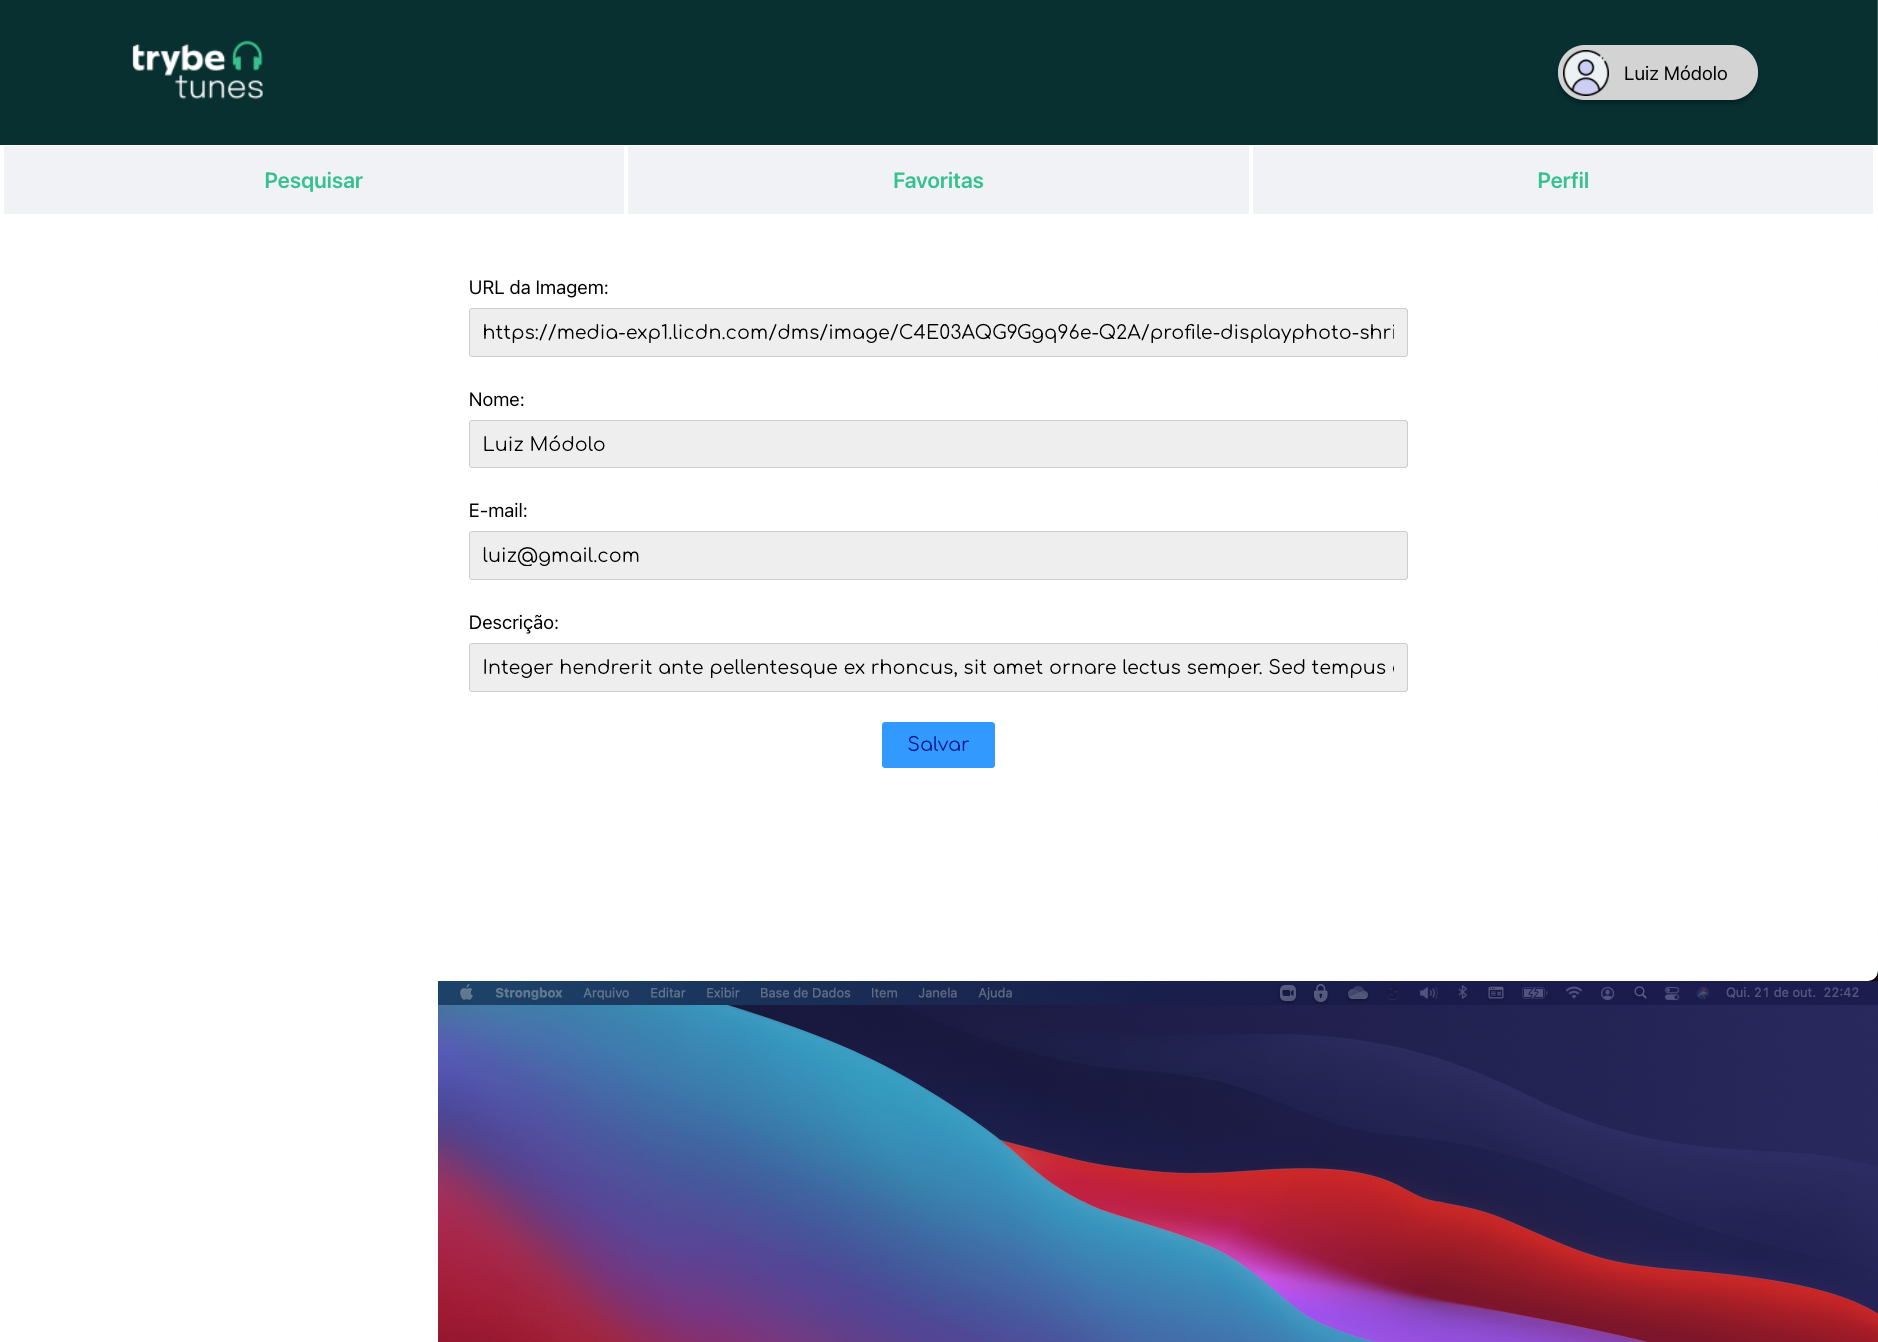 trybe
tunes
Luiz Módolo
Pesquisar
Favoritas
Perfil
URL da Imagem:
https://media-exp1.licdn.com/dms/image/C4E03AQG9Ggq96e-Q2A/profile-displayphoto-shri
Nome:
Luiz Módolo
E-mail:
luiz@gmail.com
Descrição:
Integer hendrerit ante pellentesque ex rhoncus, sit amet ornare lectus semper. Sed tempus
Salvar
Strongbox Arquivo Editar Exibir Base de Dados Item Janela Ajuda Qui. 21 de out. 22:42